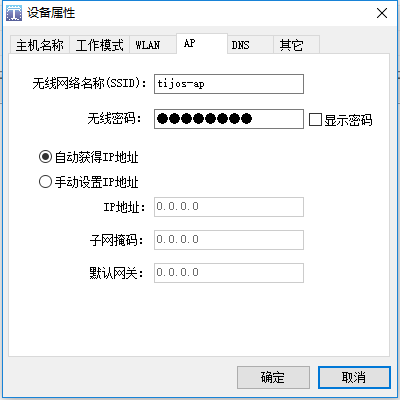 设备属性
主机名称 工作模式 WLAN AP DNS 其它
无线网络名称(SSID): tijos-ap
无线密码: ●●●●●●●● 显示密码
自动获得IP地址
手动设置IP地址
IP地址: 0.0.0.0
子网掩码: 0.0.0.0
默认网关: 0.0.0.0
确定 取消